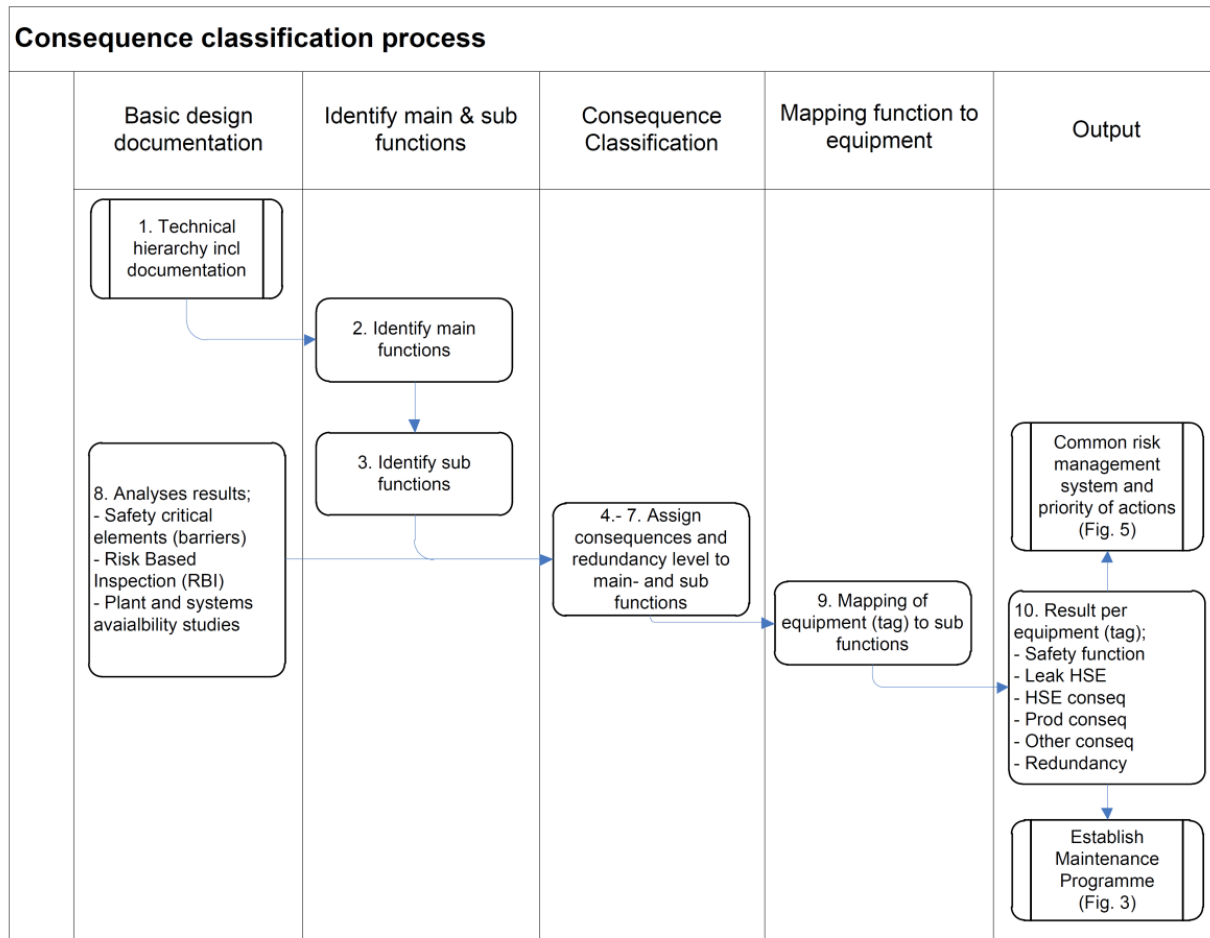 Consequence classification process
Basic design
documentation
Identify main & sub
functions
Consequence
Classification
Mapping function to
equipment
Output
1. Technical
hierarchy incl
documentation
2. Identify main
functions
3. Identify sub
functions
8. Analyses results;
- Safety critical
elements (barriers)
- Risk Based
Inspection (RBI)
- Plant and systems
avaialbility studies
4.- 7. Assign
consequences and
redundancy level to
main- and sub
functions
9. Mapping of
equipment (tag) to sub
functions
Common risk
management
system and
priority of actions
(Fig. 5)
10. Result per
equipment (tag);
- Safety function
- Leak HSE
- HSE conseq
- Prod conseq
- Other conseq
- Redundancy
Establish
Maintenance
Programme
(Fig. 3)